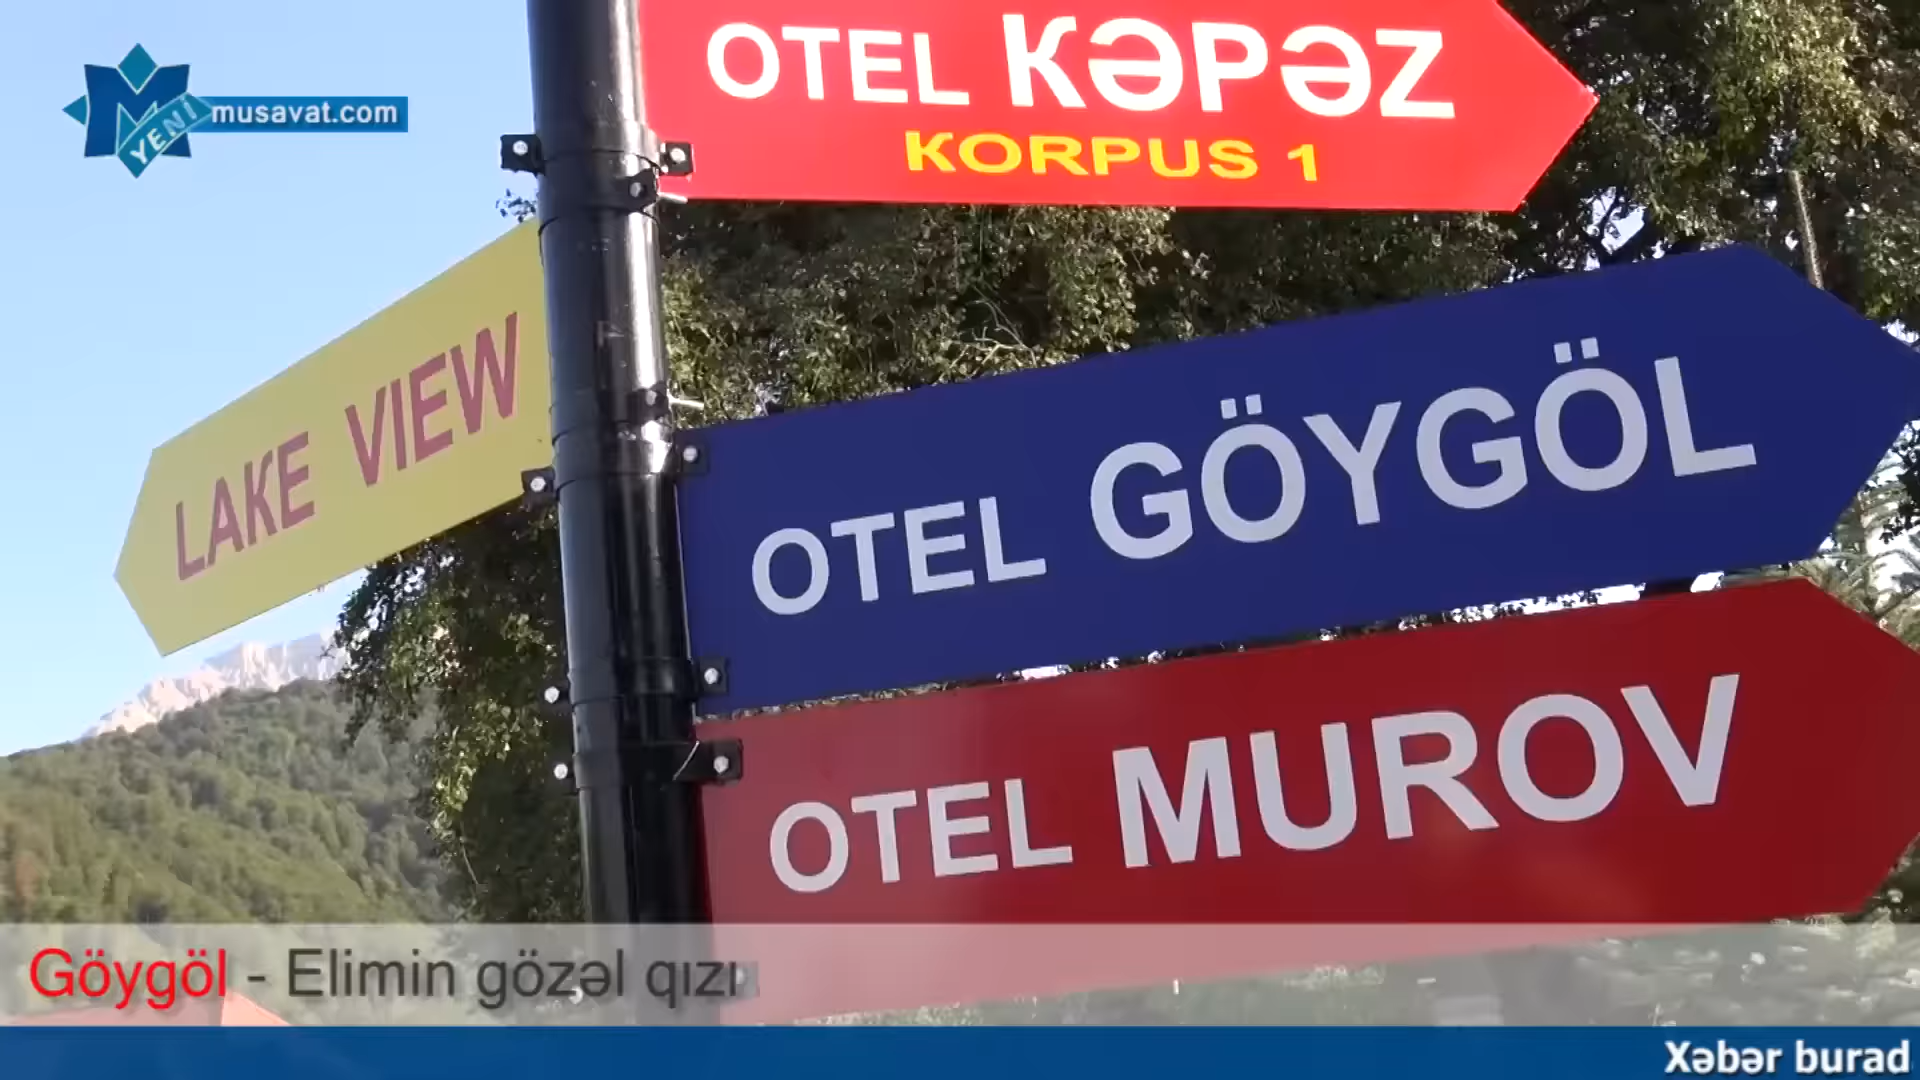 OTEL KƏPƏZ
KORPUS 1
YENİ
musavat.com
LAKE VIEW
OTEL GÖYGÖL
OTEL MUROV
Göygöl - Elimin gözəl qızı
Xəbər burad